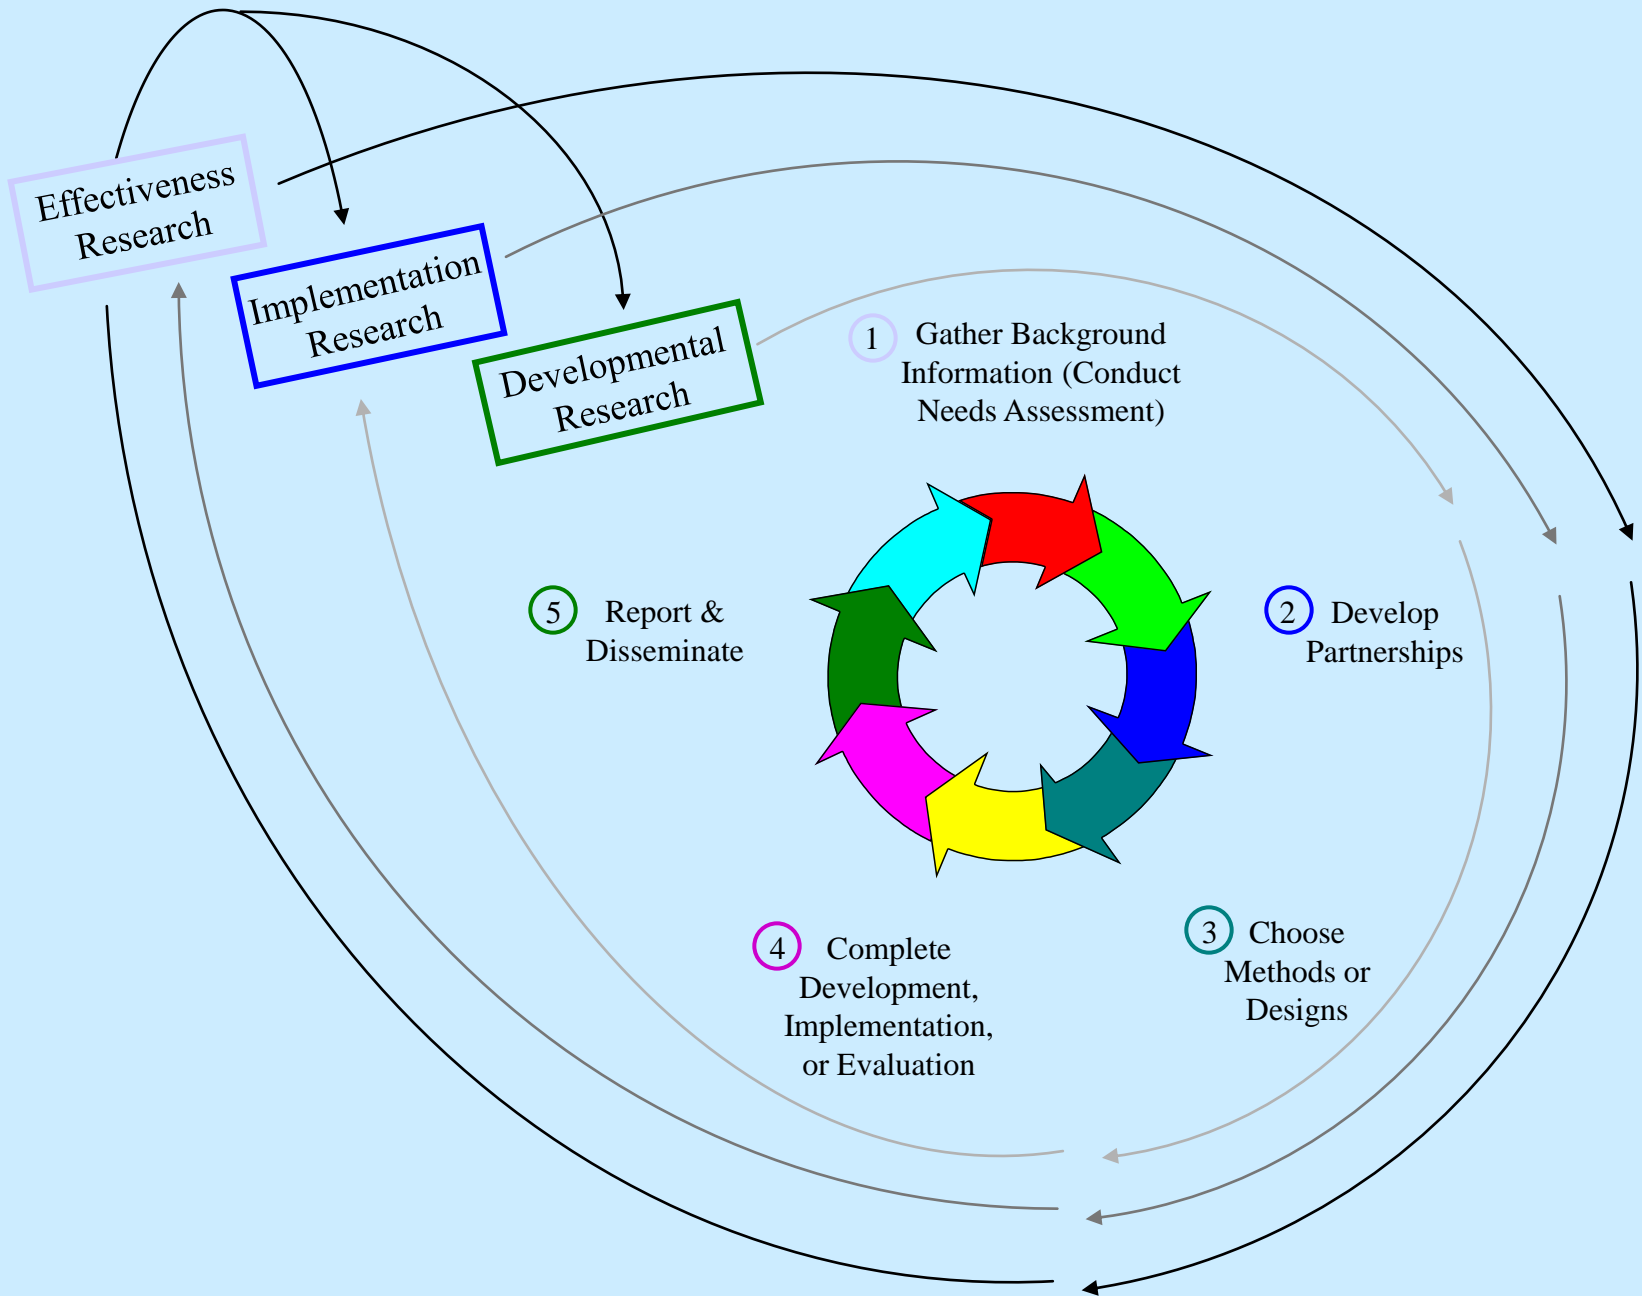 Effectiveness
Research
Implementation
Research
Developmental
Research
1 Gather Background
Information (Conduct
Needs Assessment)
2 Develop
Partnerships
3 Choose
Methods or
Designs
4 Complete
Development,
Implementation,
or Evaluation
5 Report &
Disseminate